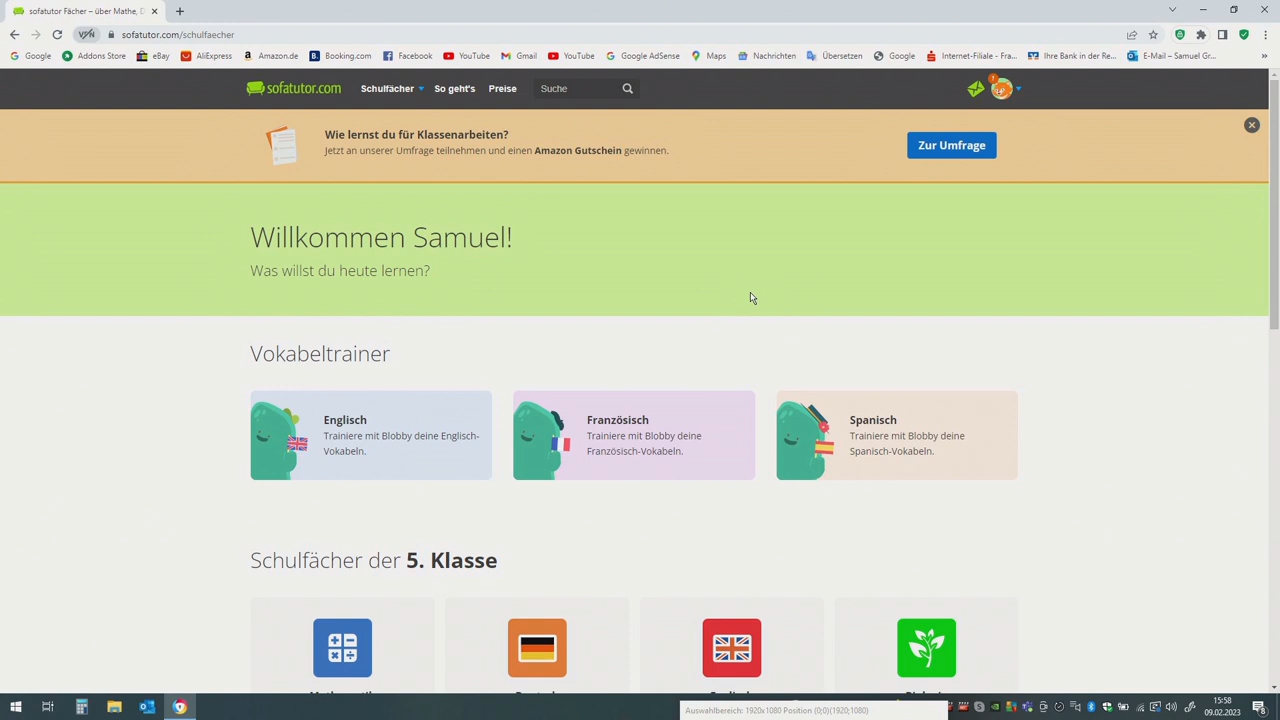 sofatutor Fächer – über Mathe, D
sofatutor.com/schulfaecher
Google
Addons Store
eBay
AliExpress
Amazon.de
Booking.com
Facebook
YouTube
Gmail
YouTube
Google AdSense
Maps
Nachrichten
Übersetzen
Google
Internet-Filiale - Fra...
Ihre Bank in der Re...
E-Mail – Samuel Gr...
sofatutor.com
Schulfächer
So geht's
Preise
Suche
Wie lernst du für Klassenarbeiten?
Jetzt an unserer Umfrage teilnehmen und einen Amazon Gutschein gewinnen.
Zur Umfrage
Willkommen Samuel!
Was willst du heute lernen?
Vokabeltrainer
Englisch
Trainiere mit Blobby deine Englisch-
Vokabeln.
Französisch
Trainiere mit Blobby deine
Französisch-Vokabeln.
Spanisch
Trainiere mit Blobby deine
Spanisch-Vokabeln.
Schulfächer der 5. Klasse
Auswahlbereich: 1920x1080 Position (0;0)(1920;1080)
15:58
09.02.2023